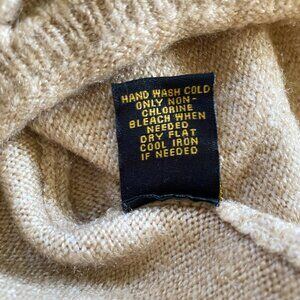 HAND WASH COLD
ONLY NON-
CHLORINE
BLEACH WHEN
NEEDED
DRY FLAT
COOL IRON
IF NEEDED